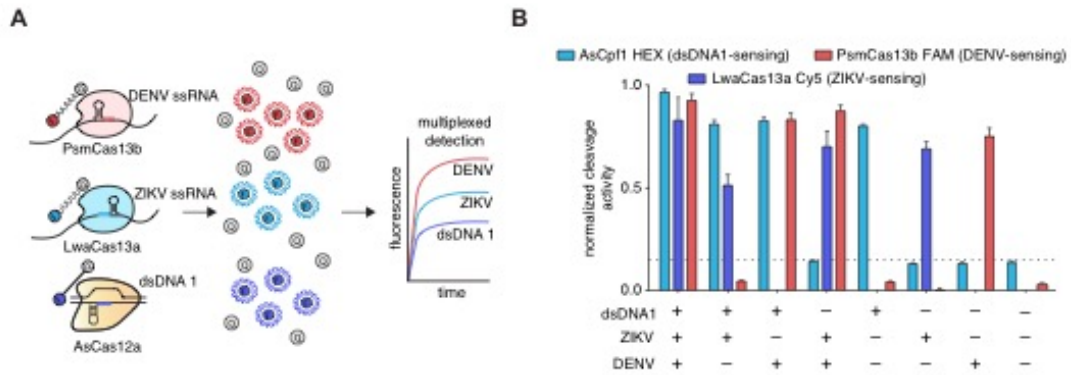 A
DENV ssRNA
PsmCas13b
ZIKV ssRNA
LwaCas13a
dsDNA 1
AsCas12a
Q Q Q Q Q Q Q Q Q Q Q Q Q Q Q Q
fluorescence
multiplexed
detection
DENV
ZIKV
dsDNA 1
time
B
AsCpf1 HEX (dsDNA1-sensing) PsmCas13b FAM (DENV-sensing)
LwaCas13a Cy5 (ZIKV-sensing)
normalized cleavage
activity
1.0
0.5
0.0
dsDNA1 + + + – + – – –
ZIKV + + – + – + – –
DENV + – + + – – + –